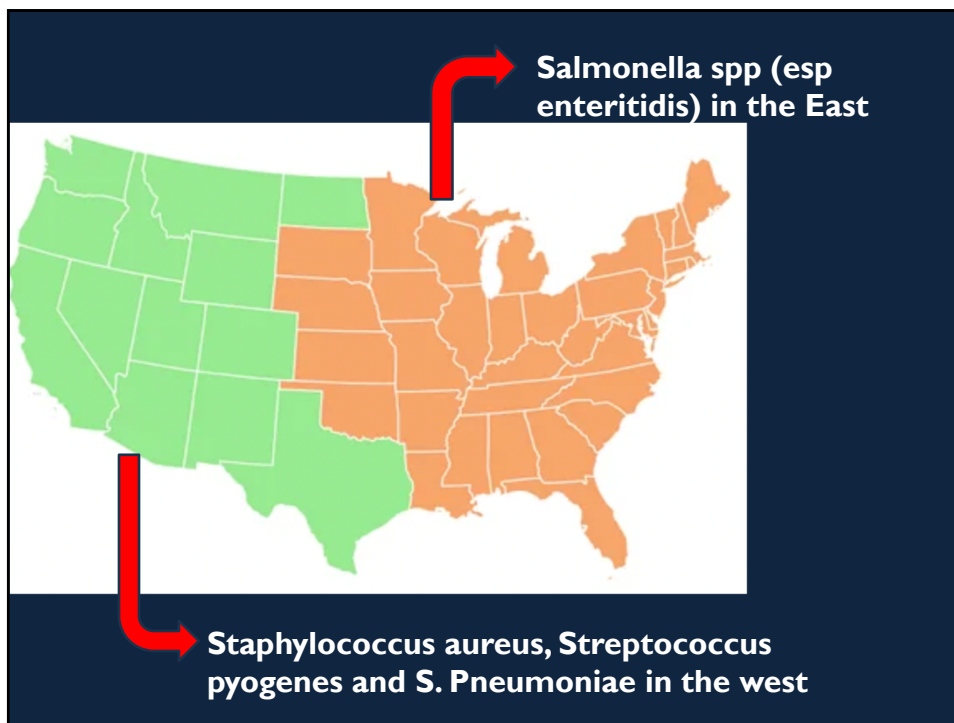 Salmonella spp (esp
enteritidis) in the East
Staphylococcus aureus, Streptococcus
pyogenes and S. Pneumoniae in the west